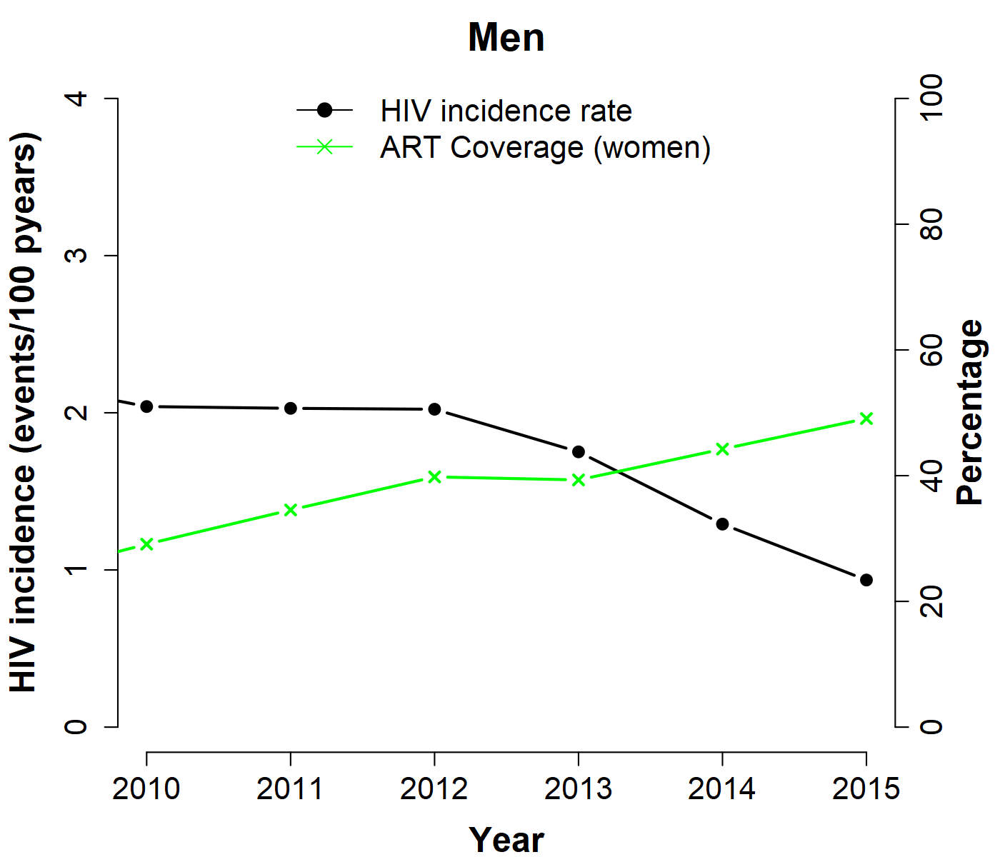 Men
HIV incidence rate
ART Coverage (women)
HIV incidence (events/100 pyears)
4
3
2
1
0
100
80
60
40
20
0
Percentage
2010 2011 2012 2013 2014 2015
Year